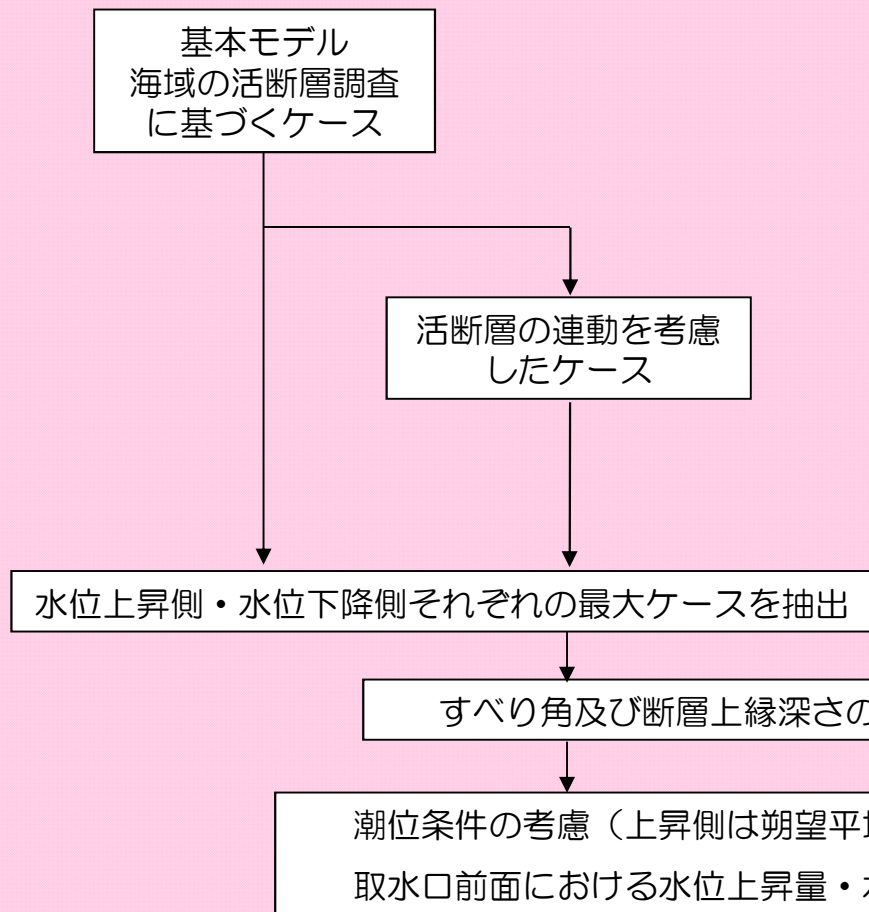 基本モデル
海域の活断層調査
に基づくケース
活断層の連動を考慮
したケース
水位上昇側・水位下降側それぞれの最大ケースを抽出
すべり角及び断層上縁深さの
潮位条件の考慮（上昇側は朔望平
取水口前面における水位上昇量・